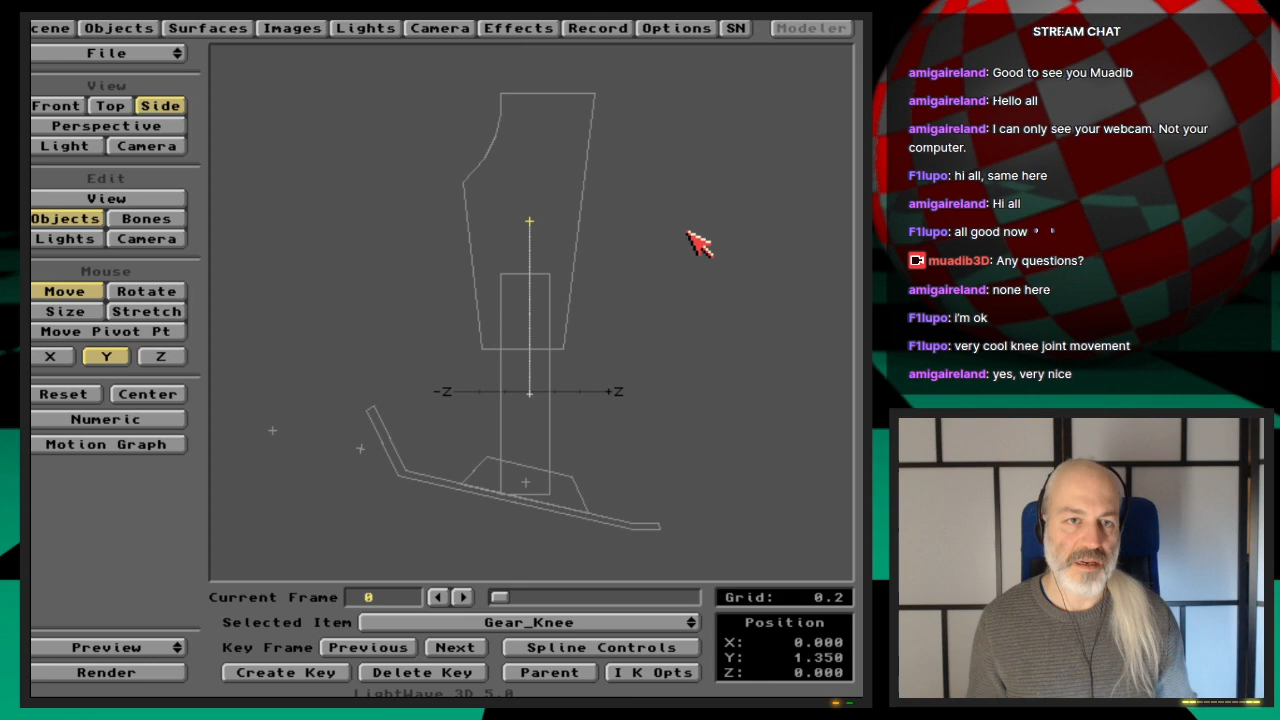 cene Objects Surfaces Images Lights Camera Effects Record Options SN Modeler
File
View
Front Top Side
Perspective
Light Camera
Edit
View
Objects Bones
Lights Camera
Mouse
Move Rotate
Size Stretch
Move Pivot Pt
X Y Z
Reset Center
Numeric
Motion Graph
Preview
Render
-Z +Z
Current Frame 0
Grid: 0.2
Selected Item Gear_Knee
Key Frame Previous Next Spline Controls
Create Key Delete Key Parent I K Opts
Position
X: 0.000
Y: 1.350
Z: 0.000
LightWave 3D 5.0
STREAM CHAT
amigaireland: Good to see you Muadib
amigaireland: Hello all
amigaireland: I can only see your webcam. Not your
computer.
F1lupo: hi all, same here
amigaireland: Hi all
F1lupo: all good now
muadib3D: Any questions?
amigaireland: none here
F1lupo: i'm ok
F1lupo: very cool knee joint movement
amigaireland: yes, very nice